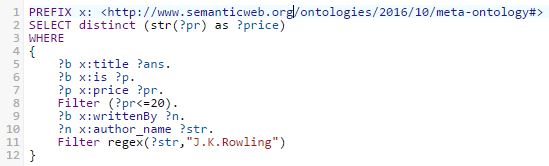 1 PREFIX x: <http://www.semanticweb.org/ontologies/2016/10/meta-ontology#>
2 SELECT distinct (str(?pr) as ?price)
3 WHERE
4 {
5 ?b x:title ?ans.
6 ?b x:is ?p.
7 ?p x:price ?pr.
8 Filter (?pr<=20).
9 ?b x:writtenBy ?n.
10 ?n x:author_name ?str.
11 Filter regex(?str,"J.K.Rowling")
12 }